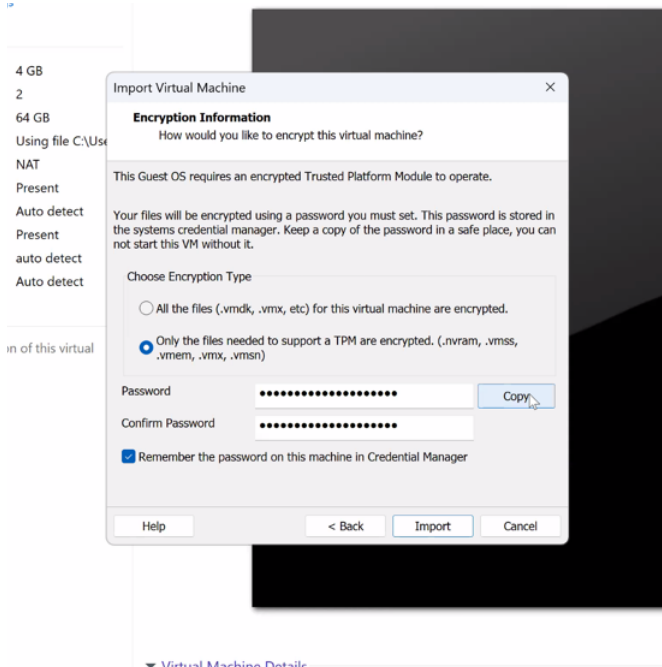 4 GB
2
64 GB
Using file C:\Use
NAT
Present
Auto detect
Present
auto detect
Auto detect
on of this virtual
Import Virtual Machine
Encryption Information
How would you like to encrypt this virtual machine?
This Guest OS requires an encrypted Trusted Platform Module to operate.
Your files will be encrypted using a password you must set. This password is stored in
the systems credential manager. Keep a copy of the password in a safe place, you can
not start this VM without it.
Choose Encryption Type
All the files (.vmdk, .vmx, etc) for this virtual machine are encrypted.
Only the files needed to support a TPM are encrypted. (.nvram, .vmss,
.vmem, .vmx, .vmsn)
Password
Copy
Confirm Password
Remember the password on this machine in Credential Manager
Help
< Back
Import
Cancel
Virtual Machine Details